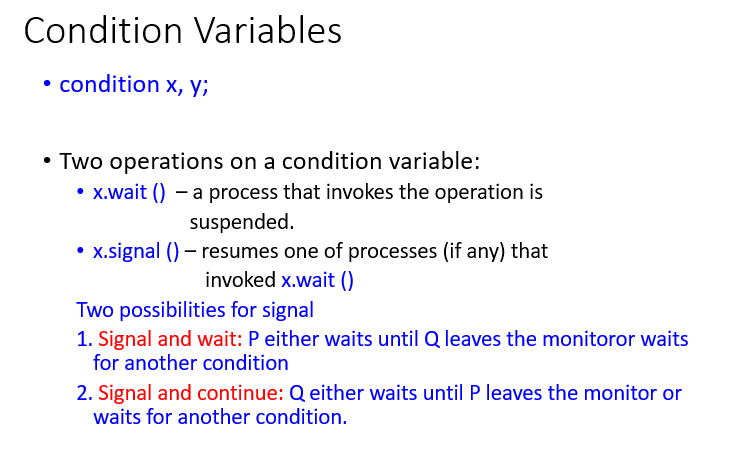 Condition Variables
• condition x, y;
• Two operations on a condition variable:
• x.wait () – a process that invokes the operation is
suspended.
• x.signal () – resumes one of processes (if any) that
invoked x.wait ()
Two possibilities for signal
1. Signal and wait: P either waits until Q leaves the monitoror waits
for another condition
2. Signal and continue: Q either waits until P leaves the monitor or
waits for another condition.